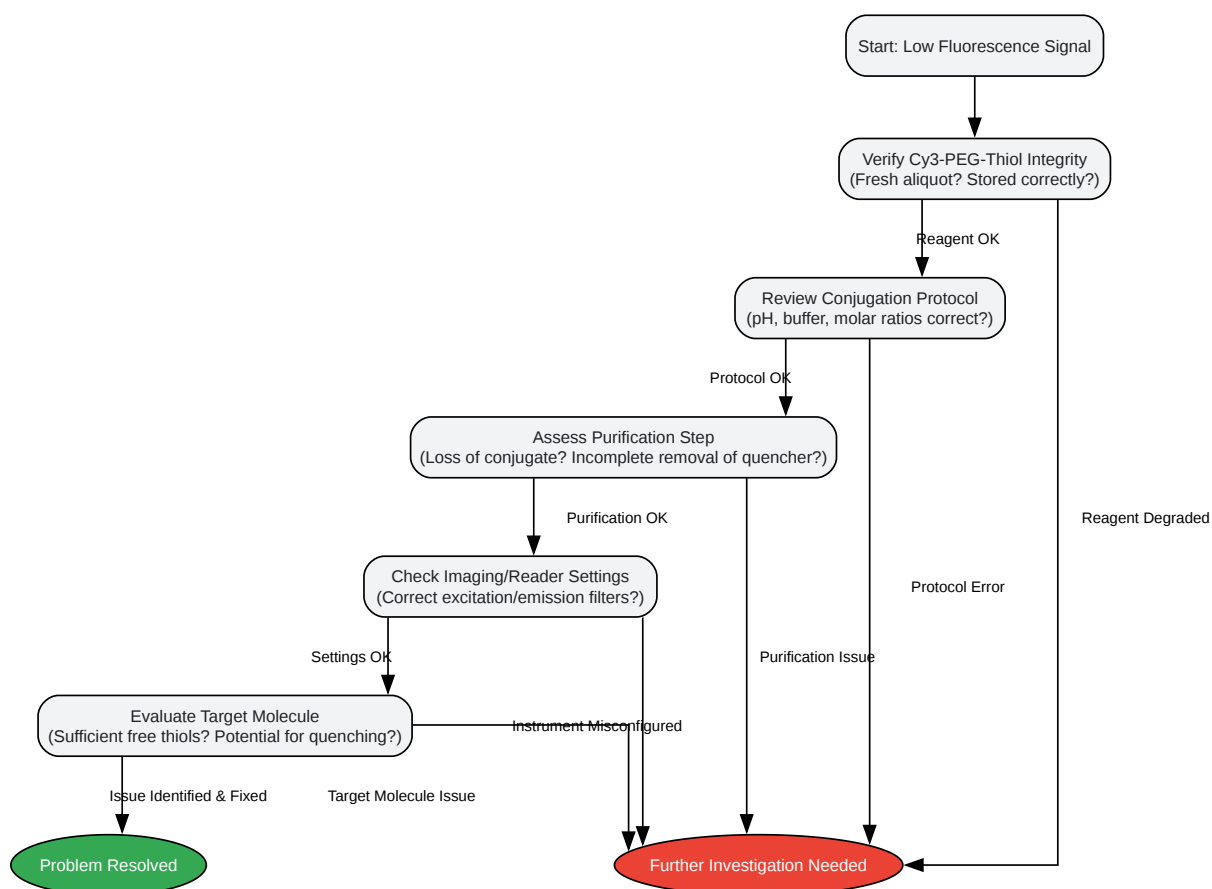 Start: Low Fluorescence Signal
Verify Cy3-PEG-Thiol Integrity
(Fresh aliquot? Stored correctly?)
Reagent OK
Review Conjugation Protocol
(pH, buffer, molar ratios correct?)
Protocol OK
Assess Purification Step
(Loss of conjugate? Incomplete removal of quencher?)
Purification OK
Reagent Degraded
Check Imaging/Reader Settings
(Correct excitation/emission filters?)
Protocol Error
Settings OK
Purification Issue
Evaluate Target Molecule
(Sufficient free thiols? Potential for quenching?)
Instrument Misconfigured
Issue Identified & Fixed
Target Molecule Issue
Problem Resolved
Further Investigation Needed